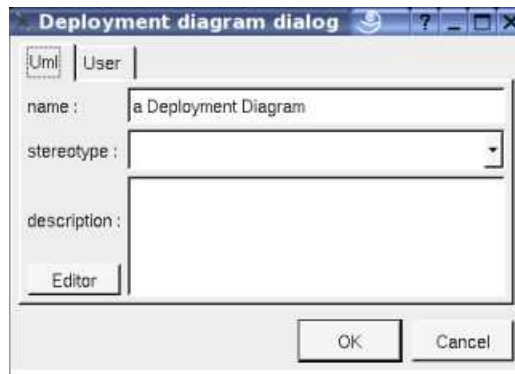 Deployment diagram dialog
Uml User
name : a Deployment Diagram
stereotype :
description :
Editor
OK Cancel